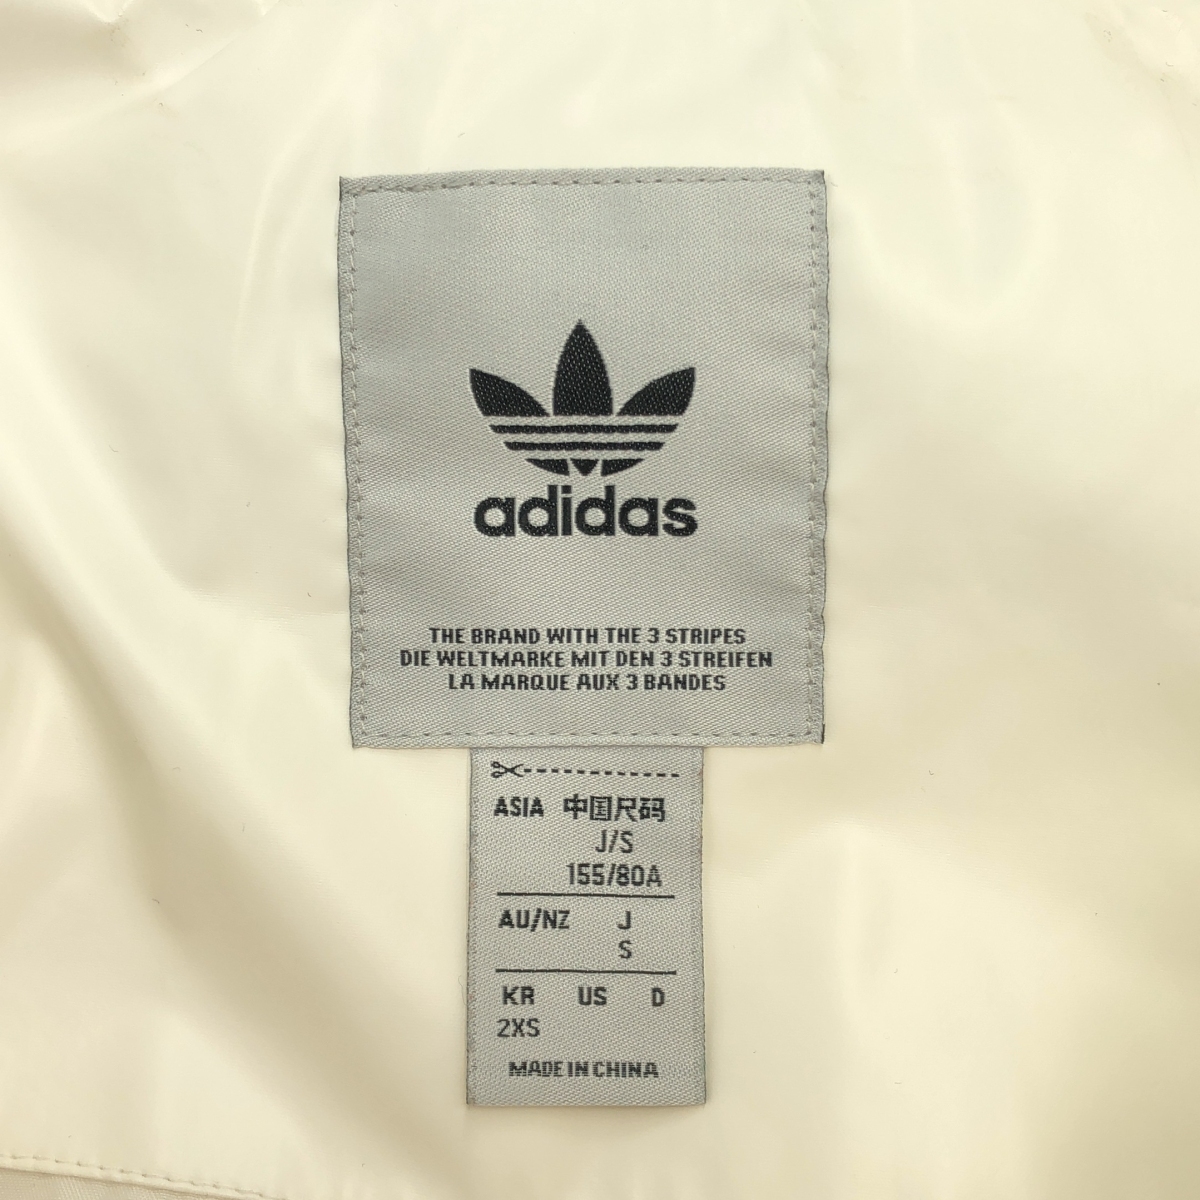 adidas
THE BRAND WITH THE 3 STRIPES
DIE WELTMARKE MIT DEN 3 STREIFEN
LA MARQUE AUX 3 BANDES
ASIA 中国尺码
J/S
155/80A
AU/NZ J
S
KR US D
2XS
MADE IN CHINA